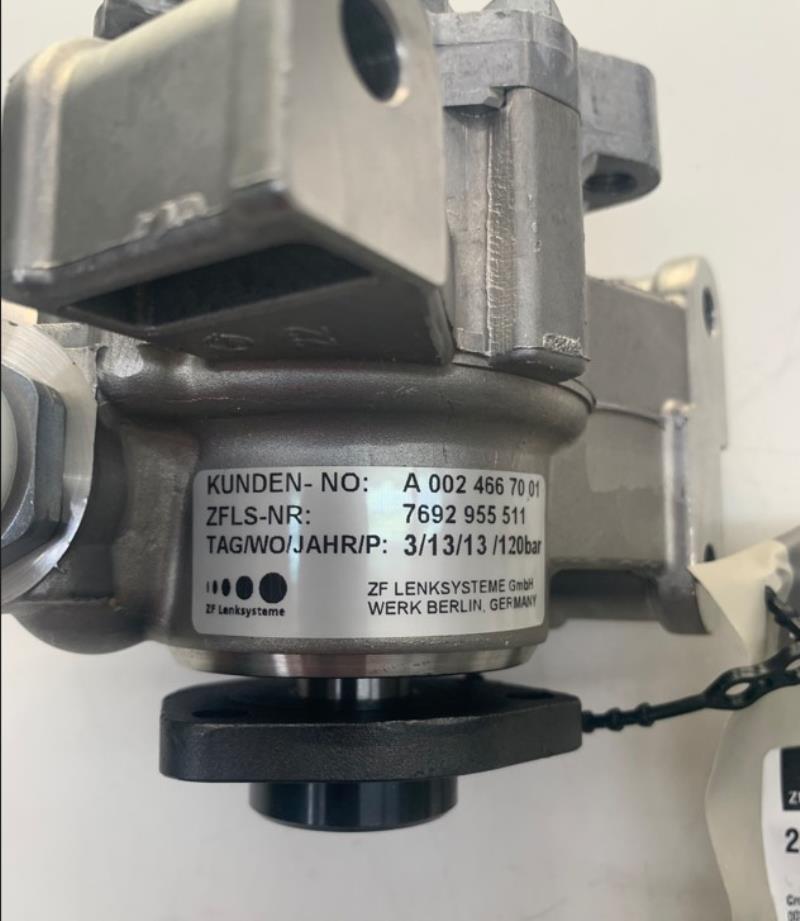 KUNDEN- NO: A 002 466 70 01
ZFLS-NR: 7692 955 511
TAG/WO/JAHR/P: 3/13/13 /120bar
ZF Lenksysteme
ZF LENKSYSTEME GmbH
WERK BERLIN, GERMANY
2